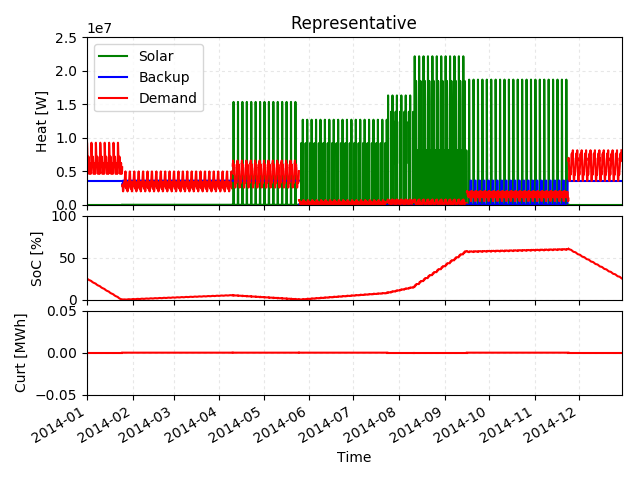 Representative
1e7
Heat [W]
2.5
2.0
1.5
1.0
0.5
0.0
Solar
Backup
Demand
SoC [%]
100
50
0
Curt [MWh]
0.05
0.00
−0.05
2014-01
2014-02
2014-03
2014-04
2014-05
2014-06
2014-07
2014-08
2014-09
2014-10
2014-11
2014-12
Time